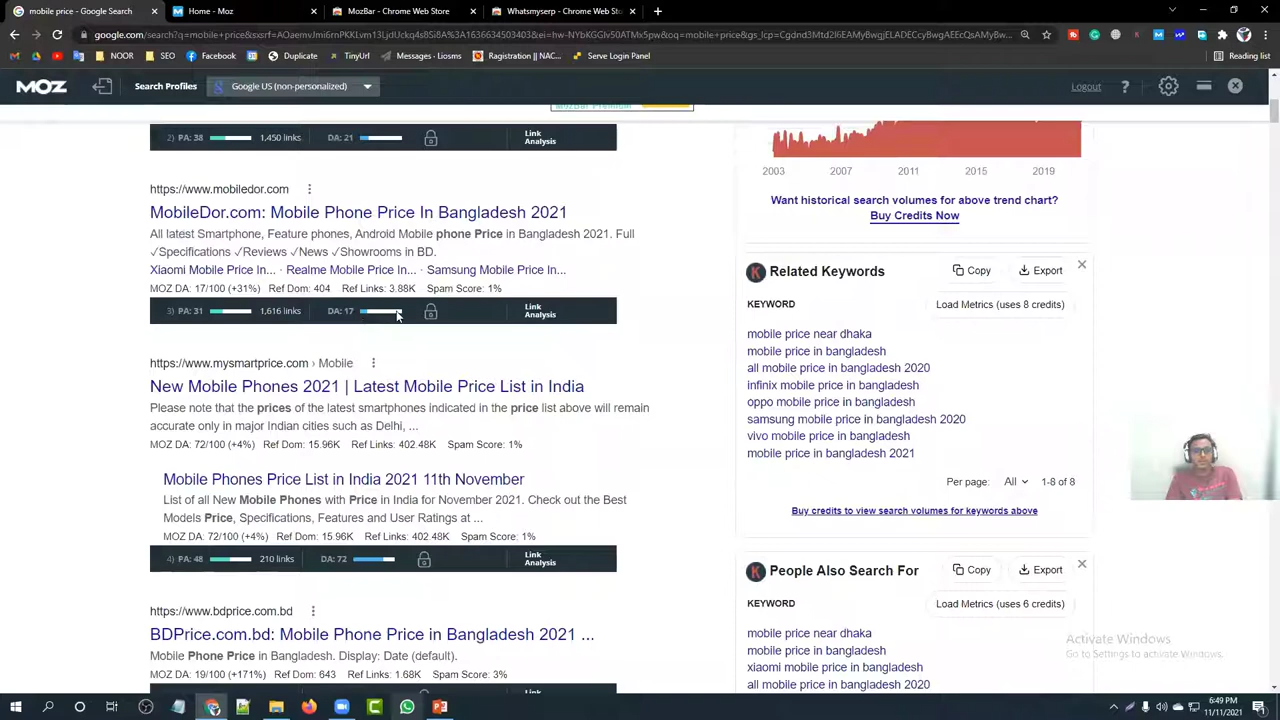 mobile price - Google Search
Home - Moz
MozBar - Chrome Web Store
Whatsmyserp - Chrome Web Store
Apps
Gmail
YouTube
NOOR
SEO
Facebook
Duplicate
TinyUrl
Messages - Liosms
Serve Login Panel
Reading list
MOZ
Search Profiles
Google US (non-personalized)
Logout
MozBar Premium
2) PA: 38
1,450 links
DA: 21
Link Analysis
https://www.mobiledor.com
MobileDor.com: Mobile Phone Price In Bangladesh 2021
All latest Smartphone, Feature phones, Android Mobile phone Price in Bangladesh 2021. Full
✓Specifications ✓Reviews ✓News ✓Showrooms in BD.
Xiaomi Mobile Price In... · Realme Mobile Price In... · Samsung Mobile Price In...
MOZ DA: 17/100 (+31%) Ref Dom: 404 Ref Links: 3.88K Spam Score: 1%
3) PA: 31
1,616 links
DA: 17
Link Analysis
https://www.mysmartprice.com › Mobile
New Mobile Phones 2021 | Latest Mobile Price List in India
Please note that the prices of the latest smartphones indicated in the price list above will remain
accurate only in major Indian cities such as Delhi, ...
MOZ DA: 72/100 (+4%) Ref Dom: 15.96K Ref Links: 402.48K Spam Score: 1%
Mobile Phones Price List in India 2021 11th November
List of all New Mobile Phones with Price in India for November 2021. Check out the Best
Models Price, Specifications, Features and User Ratings at ...
MOZ DA: 72/100 (+4%) Ref Dom: 15.96K Ref Links: 402.48K Spam Score: 1%
4) PA: 48
210 links
DA: 72
Link Analysis
https://www.bdprice.com.bd
BDPrice.com.bd: Mobile Phone Price in Bangladesh 2021 ...
Mobile Phone Price in Bangladesh. Display: Date (default).
MOZ DA: 19/100 (+171%) Ref Dom: 643 Ref Links: 1.68K Spam Score: 3%
2003 2007 2011 2015 2019
Want historical search volumes for above trend chart?
Buy Credits Now
Related Keywords
Copy
Export
KEYWORD
Load Metrics (uses 8 credits)
mobile price near dhaka
mobile price in bangladesh
all mobile price in bangladesh 2020
infinix mobile price in bangladesh
oppo mobile price in bangladesh
samsung mobile price in bangladesh 2020
vivo mobile price in bangladesh
mobile price in bangladesh 2021
Per page: All 1-8 of 8
Buy credits to view search volumes for keywords above
People Also Search For
Copy
Export
KEYWORD
Load Metrics (uses 6 credits)
mobile price near dhaka
mobile price in bangladesh
xiaomi mobile price in bangladesh
all mobile price in bangladesh 2020
Activate Windows
Go to Settings to activate Windows.
6:49 PM
11/11/2021